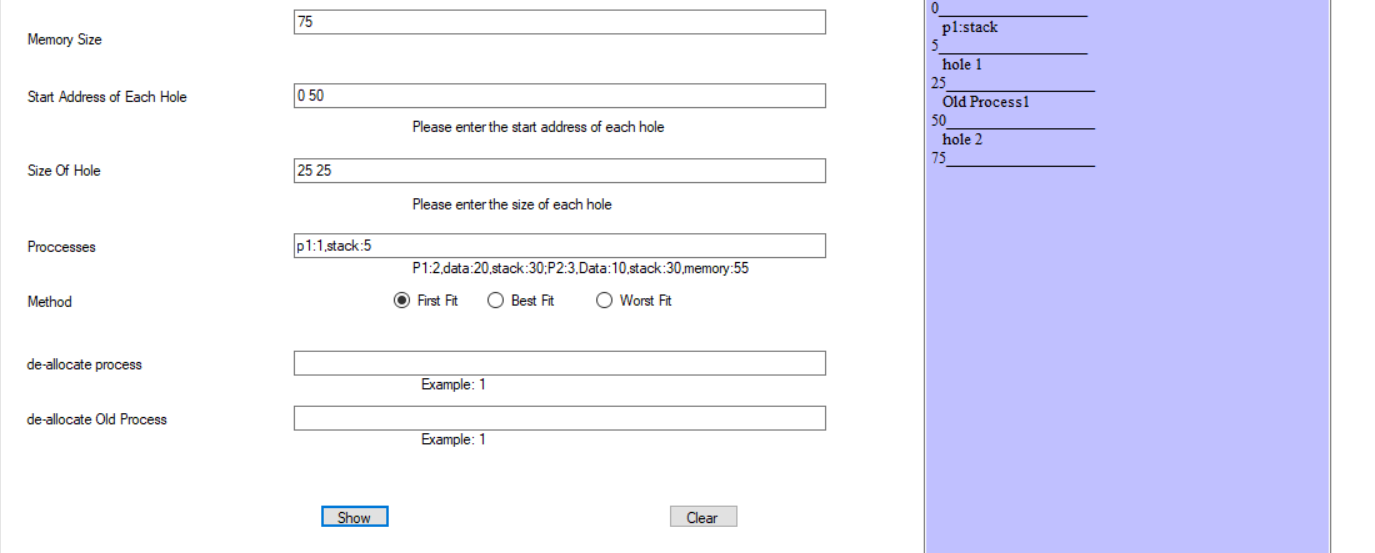 Memory Size
75
Start Address of Each Hole
0 50
Please enter the start address of each hole
Size Of Hole
25 25
Please enter the size of each hole
Proccesses
p1:1,stack:5
P1:2,data:20,stack:30;P2:3,Data:10,stack:30,memory:55
Method
First Fit
Best Fit
Worst Fit
de-allocate process
Example: 1
de-allocate Old Process
Example: 1
Show
Clear
0
p1:stack
5
hole 1
25
Old Process1
50
hole 2
75